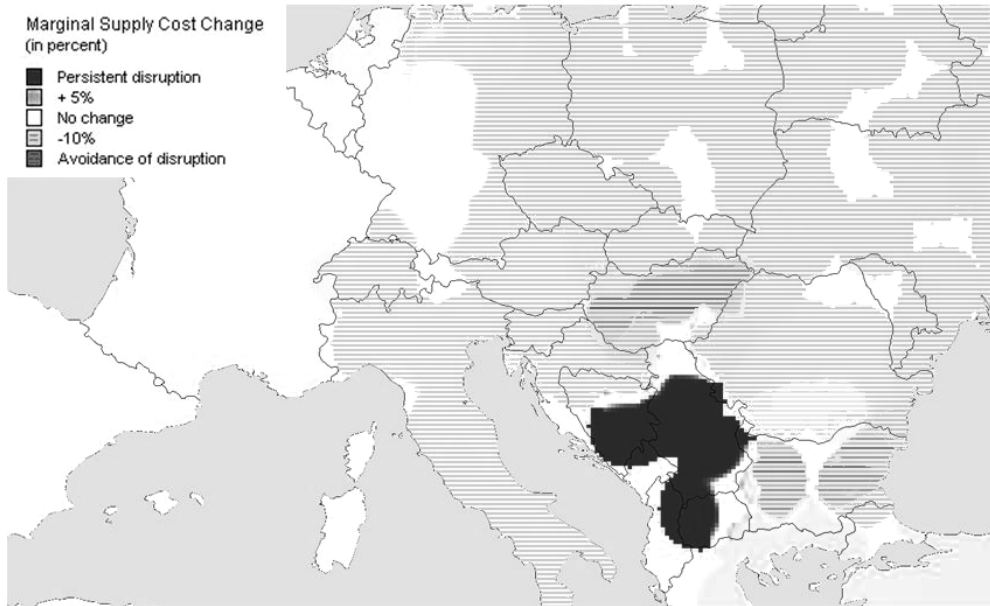 Marginal Supply Cost Change
(in percent)
Persistent disruption
+ 5%
No change
-10%
Avoidance of disruption